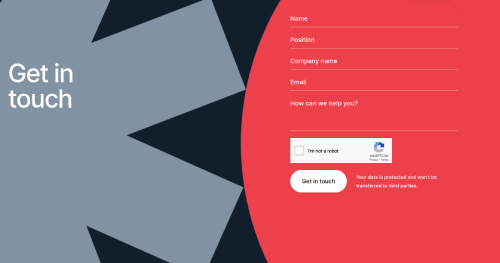 Get in
touch
Name
Position
Company name
Email
How can we help you?
I'm not a robot
reCAPTCHA
Privacy - Terms
Get in touch
Your data is protected and won't be
transferred to third parties.